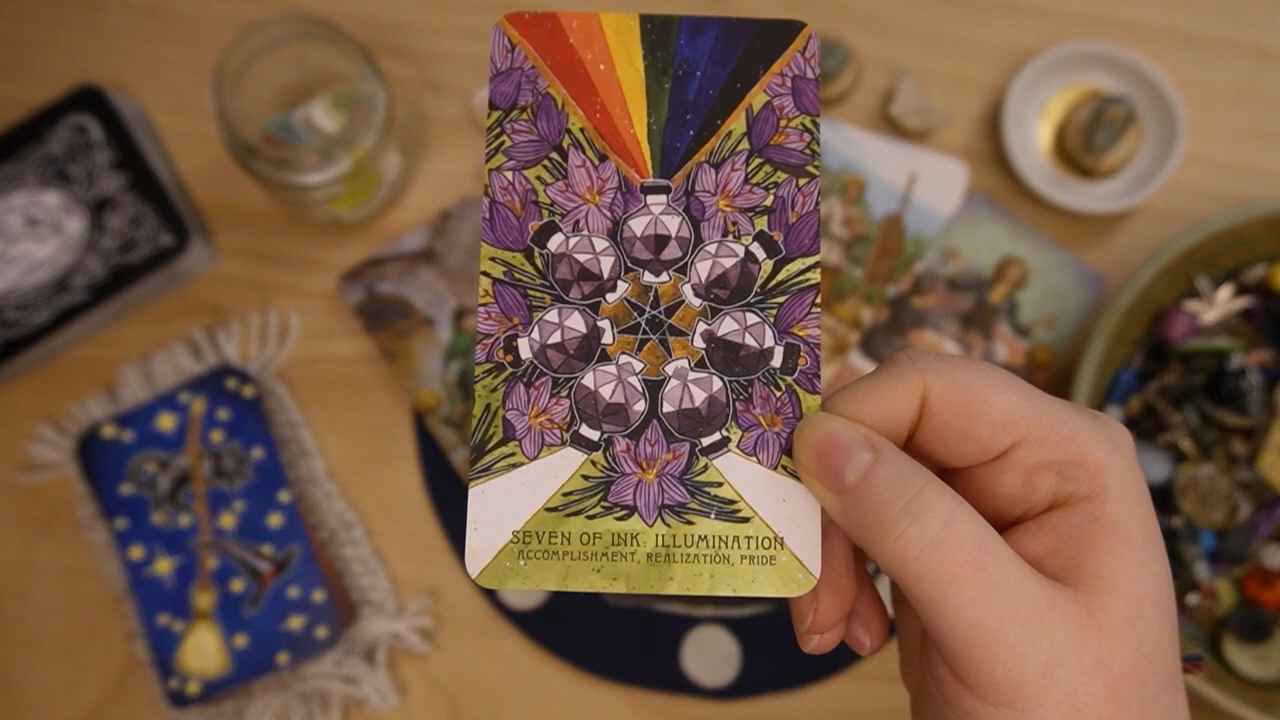 SEVEN OF INK: ILLUMINATION
ACCOMPLISHMENT, REALIZATION, PRIDE